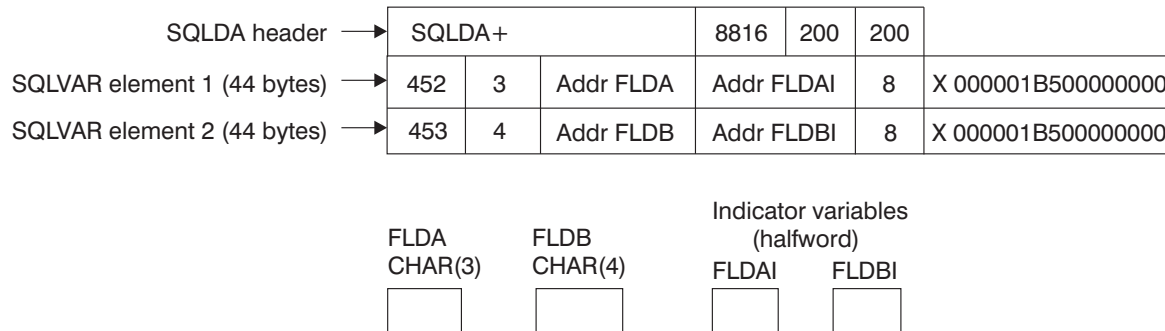 SQLDA header SQLDA+ 8816 200 200
SQLVAR element 1 (44 bytes) 452 3 Addr FLDA Addr FLDAI 8 X 000001B500000000
SQLVAR element 2 (44 bytes) 453 4 Addr FLDB Addr FLDBI 8 X 000001B500000000
Indicator variables
(halfword)
FLDA FLDB
CHAR(3) CHAR(4)
FLDAI FLDBI